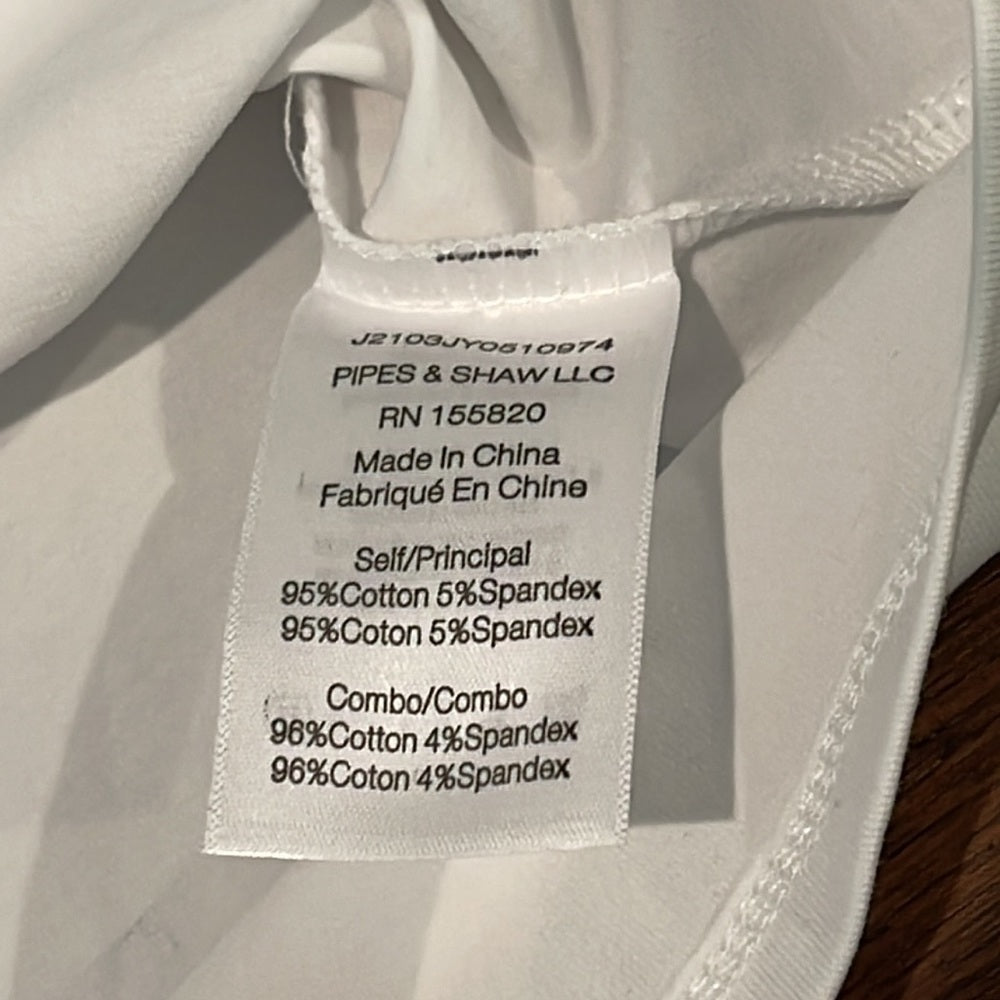 J2103JY0510974
PIPES & SHAW LLC
RN 155820
Made In China
Fabriqué En Chine
Self/Principal
95%Cotton 5%Spandex
95%Coton 5%Spandex
Combo/Combo
96%Cotton 4%Spandex
96%Coton 4%Spandex